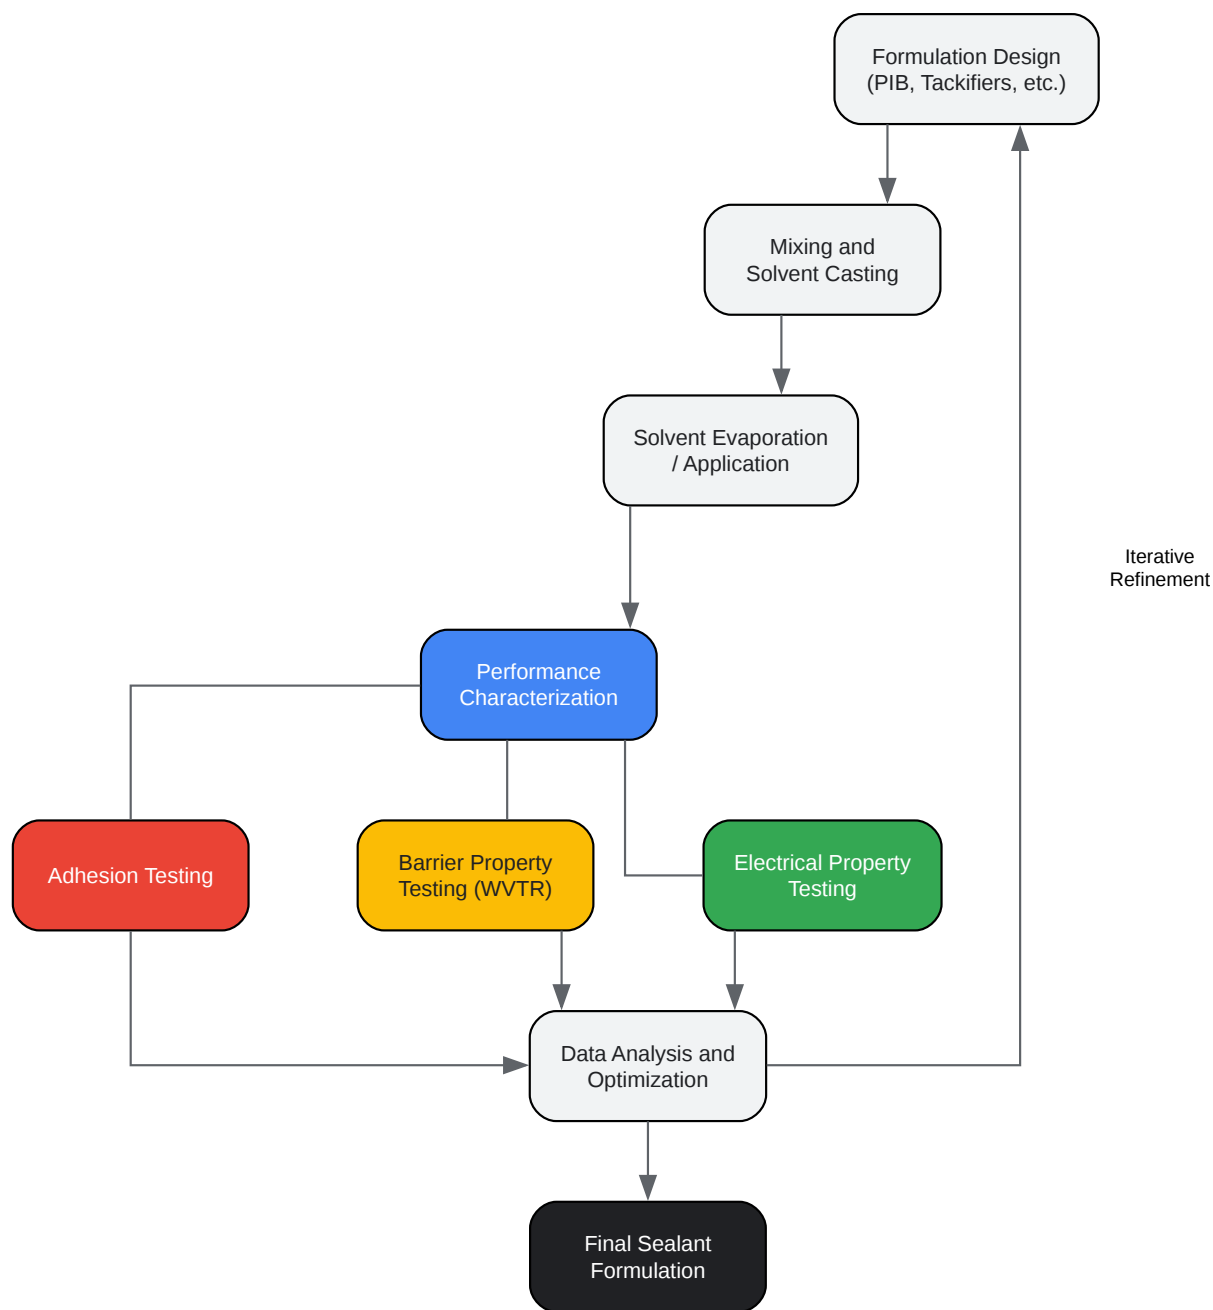 Formulation Design
(PIB, Tackifiers, etc.)
Mixing and
Solvent Casting
Solvent Evaporation
/ Application
Iterative
Refinement
Performance
Characterization
Adhesion Testing
Barrier Property
Testing (WVTR)
Electrical Property
Testing
Data Analysis and
Optimization
Final Sealant
Formulation